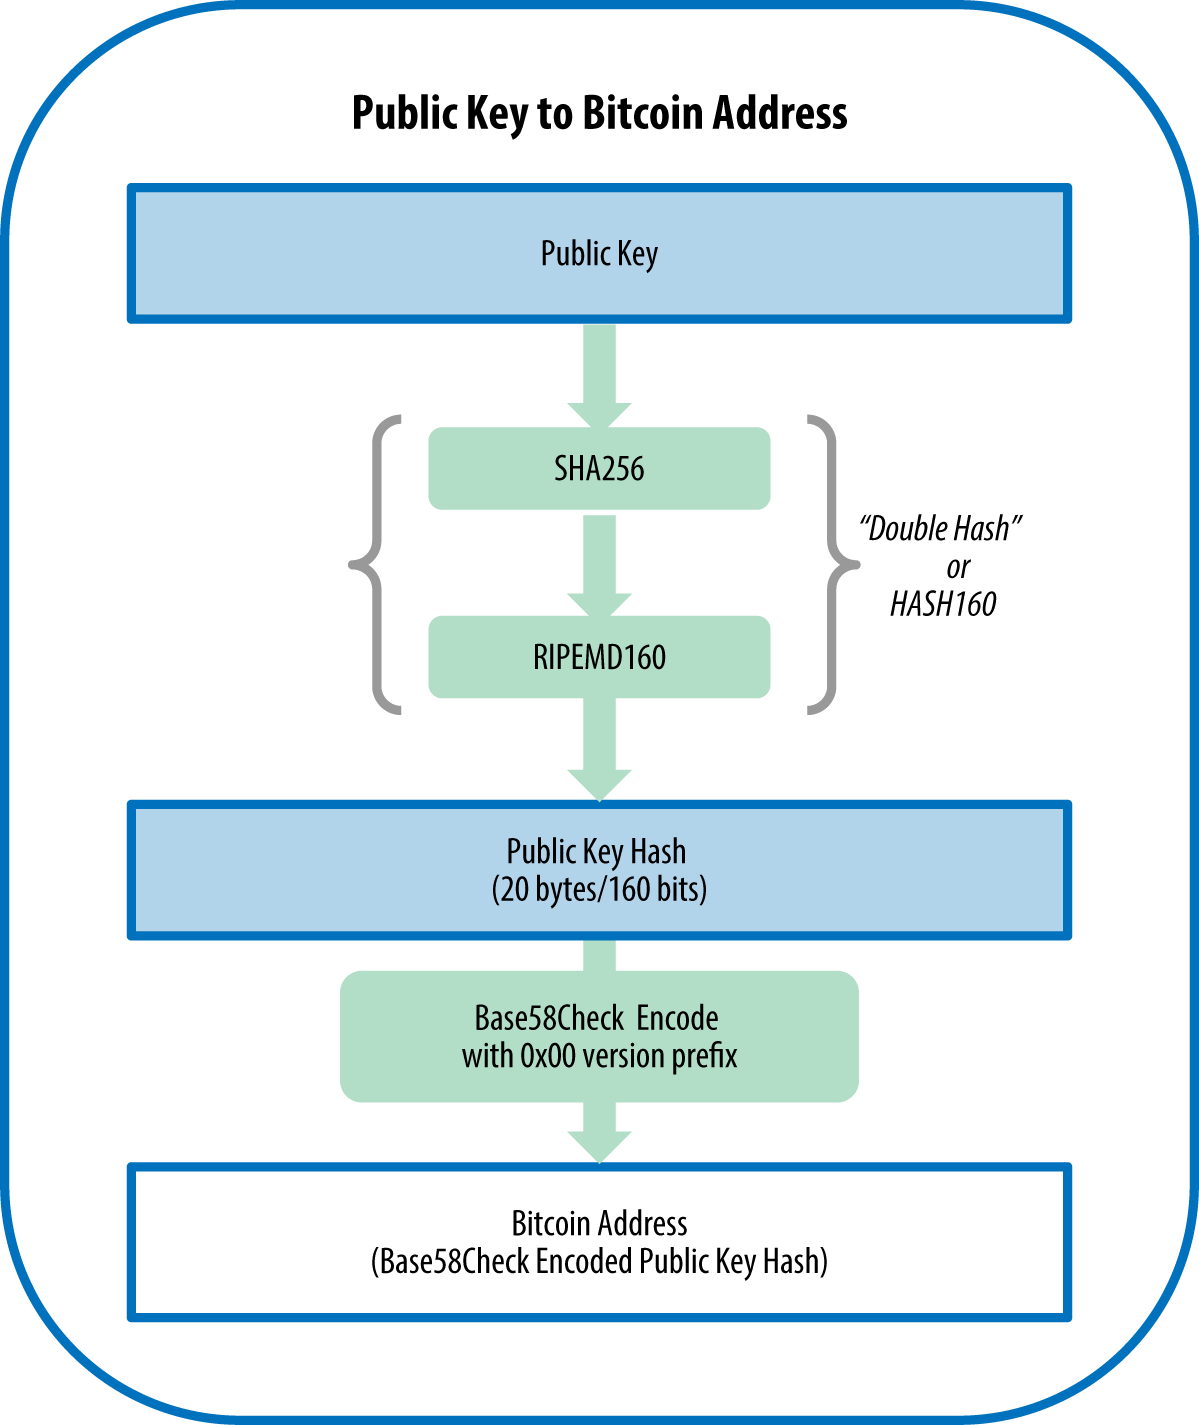 Public Key to Bitcoin Address
Public Key
SHA256
“Double Hash”
or
HASH160
RIPEMD160
Public Key Hash
(20 bytes/160 bits)
Base58Check Encode
with 0x00 version prefix
Bitcoin Address
(Base58Check Encoded Public Key Hash)